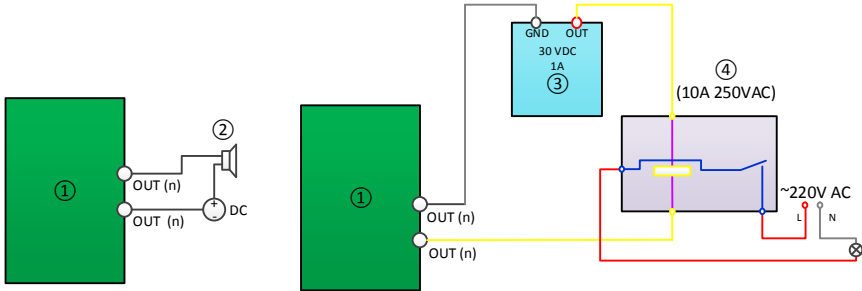 ①
OUT (n)
OUT (n)
②
+
-
DC
①
OUT (n)
OUT (n)
GND OUT
30 VDC
1A
③
④
(10A 250VAC)
~220V AC
L N